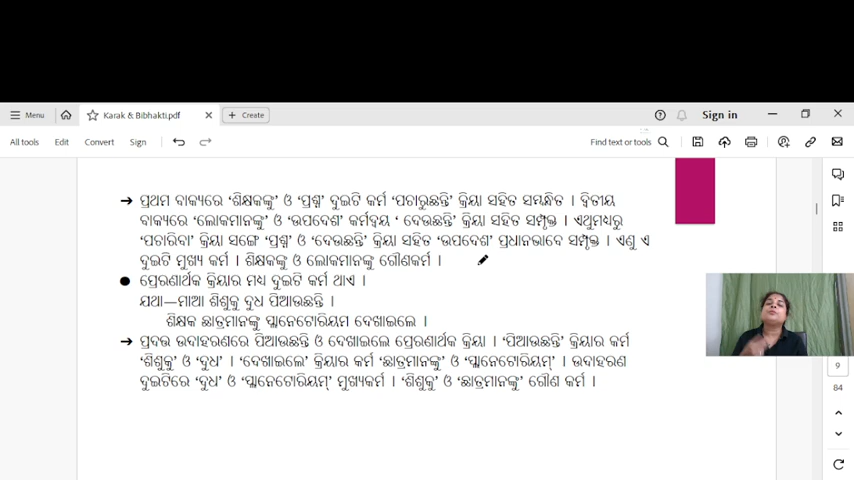 Menu
Karak & Bibhakti.pdf
Create
Sign in
All tools Edit Convert Sign
Find text or tools
ପ୍ରଥମ ବାକ୍ୟରେ ‘ଶିକ୍ଷକଙ୍କୁ’ ଓ ‘ପ୍ରଶ୍ନ’ ଦୁଇଟି କର୍ମ ‘ପଚାରୁଛନ୍ତି’ କ୍ରିୟା ସହିତ ସମ୍ବନ୍ଧିତ । ଦ୍ୱିତୀୟ
ବାକ୍ୟରେ ‘ଲୋକମାନଙ୍କୁ’ ଓ ‘ଉପଦେଶ’ କର୍ମଦ୍ୱୟ ‘ ଦେଉଛନ୍ତି’ କ୍ରିୟା ସହିତ ସମ୍ପୃକ୍ତ । ଏଥୁମଧ୍ୟରୁ
‘ପଚାରିବା’ କ୍ରିୟା ସଙ୍ଗେ ‘ପ୍ରଶ୍ନ’ ଓ ‘ଦେଉଛନ୍ତି’ କ୍ରିୟା ସହିତ ‘ଉପଦେଶ’ ପ୍ରଧାନଭାବେ ସମ୍ପୃକ୍ତ । ଏଣୁ ଏ
ଦୁଇଟି ମୁଖ୍ୟ କର୍ମ । ଶିକ୍ଷକଙ୍କୁ ଓ ଲୋକମାନଙ୍କୁ ଗୌଣକର୍ମ ।
ପ୍ରେରଣାର୍ଥକ କ୍ରିୟାର ମଧ୍ୟ ଦୁଇଟି କର୍ମ ଥାଏ ।
ଯଥା—ମାଆ ଶିଶୁକୁ ଦୁଧ ପିଆଉଛନ୍ତି ।
ଶିକ୍ଷକ ଛାତ୍ରମାନଙ୍କୁ ପ୍ଲାନେଟୋରିୟମ ଦେଖାଇଲେ ।
ପ୍ରଦତ୍ତ ଉଦାହରଣରେ ପିଆଉଛନ୍ତି ଓ ଦେଖାଇଲେ ପ୍ରେରଣାର୍ଥକ କ୍ରିୟା । ‘ପିଆଉଛନ୍ତି’ କ୍ରିୟାର କର୍ମ
‘ଶିଶୁକୁ’ ଓ ‘ଦୁଧ’ । ‘ଦେଖାଇଲେ’ କ୍ରିୟାର କର୍ମ ‘ଛାତ୍ରମାନଙ୍କୁ’ ଓ ‘ପ୍ଲାନେଟୋରିୟମ୍’ । ଉଦାହରଣ
ଦୁଇଟିରେ ‘ଦୁଧ’ ଓ ‘ପ୍ଲାନେଟୋରିୟମ୍’ ମୁଖ୍ୟକର୍ମ । ‘ଶିଶୁକୁ’ ଓ ‘ଛାତ୍ରମାନଙ୍କୁ’ ଗୌଣ କର୍ମ ।
9
84